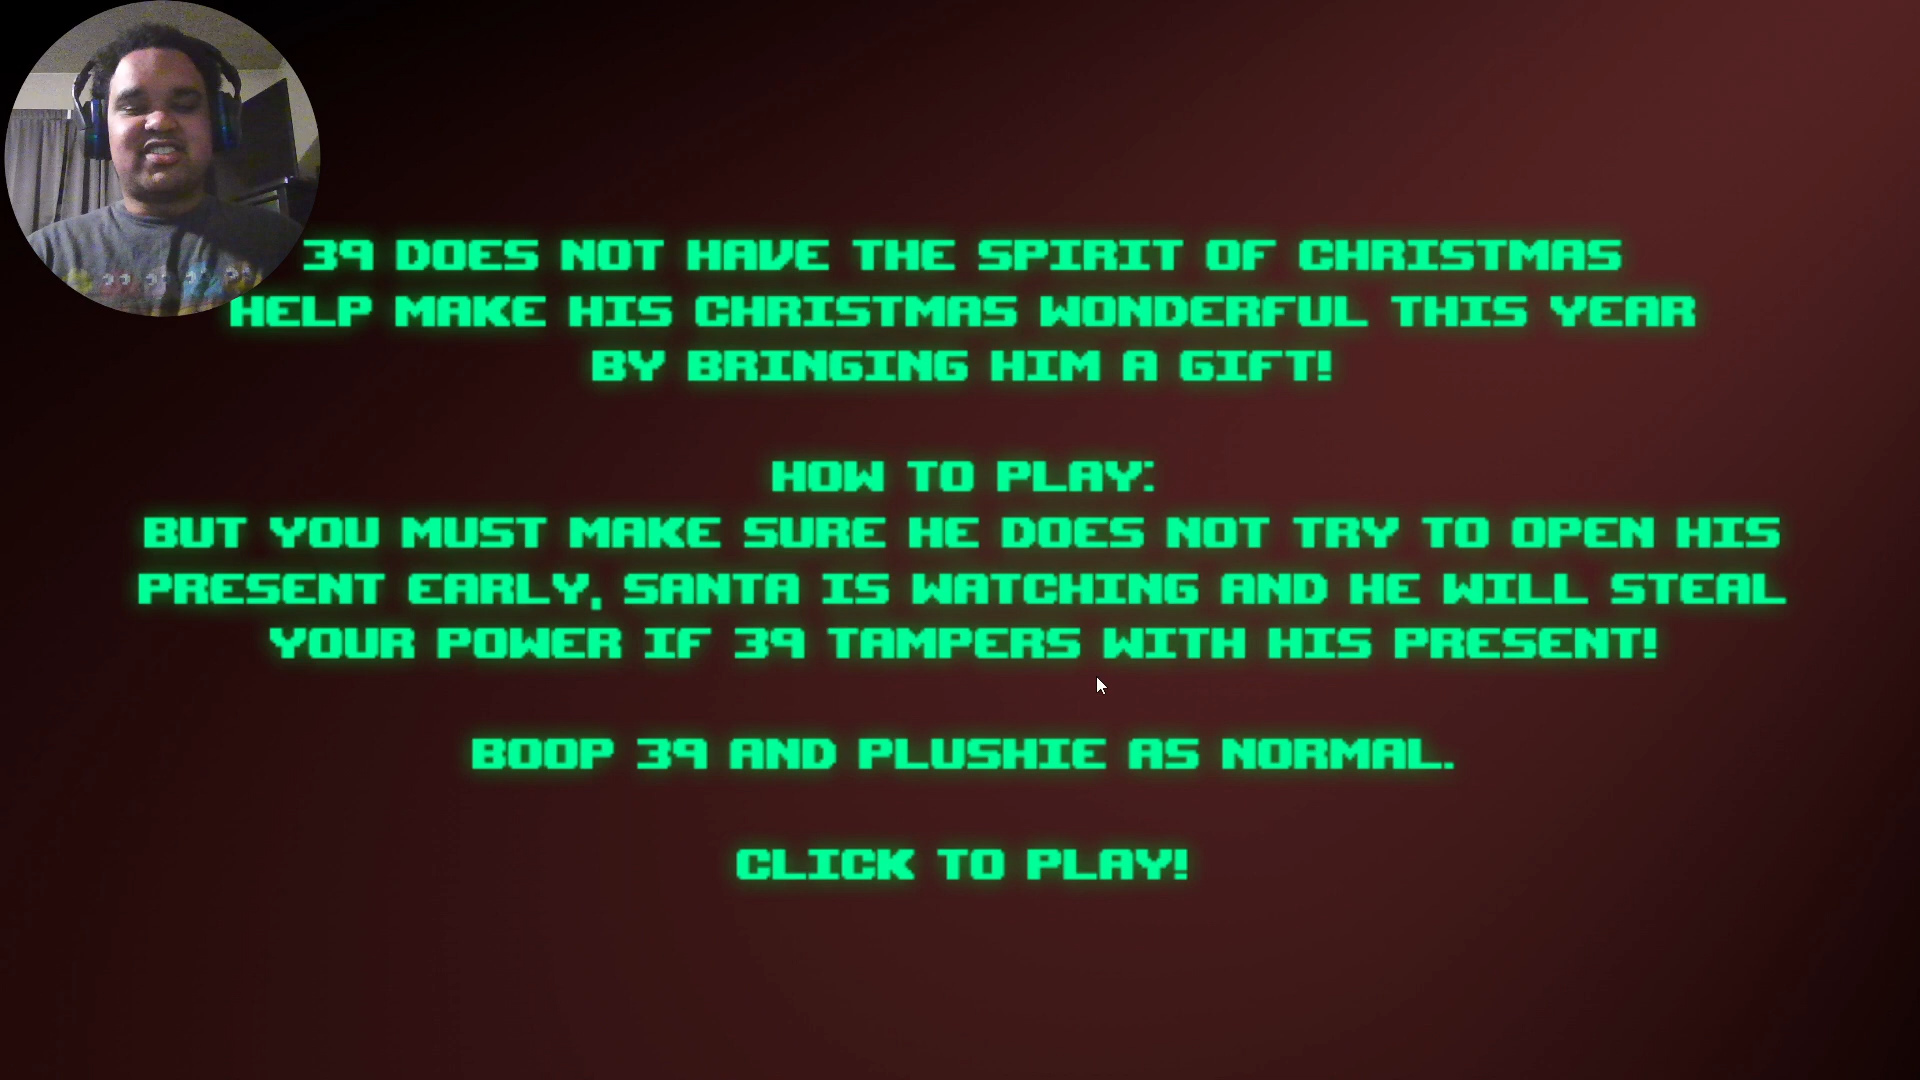 39 DOES NOT HAVE THE SPIRIT OF CHRISTMAS
HELP MAKE HIS CHRISTMAS WONDERFUL THIS YEAR
BY BRINGING HIM A GIFT!
HOW TO PLAY:
BUT YOU MUST MAKE SURE HE DOES NOT TRY TO OPEN HIS
PRESENT EARLY, SANTA IS WATCHING AND HE WILL STEAL
YOUR POWER IF 39 TAMPERS WITH HIS PRESENT!
BOOP 39 AND PLUSHIE AS NORMAL.
CLICK TO PLAY!